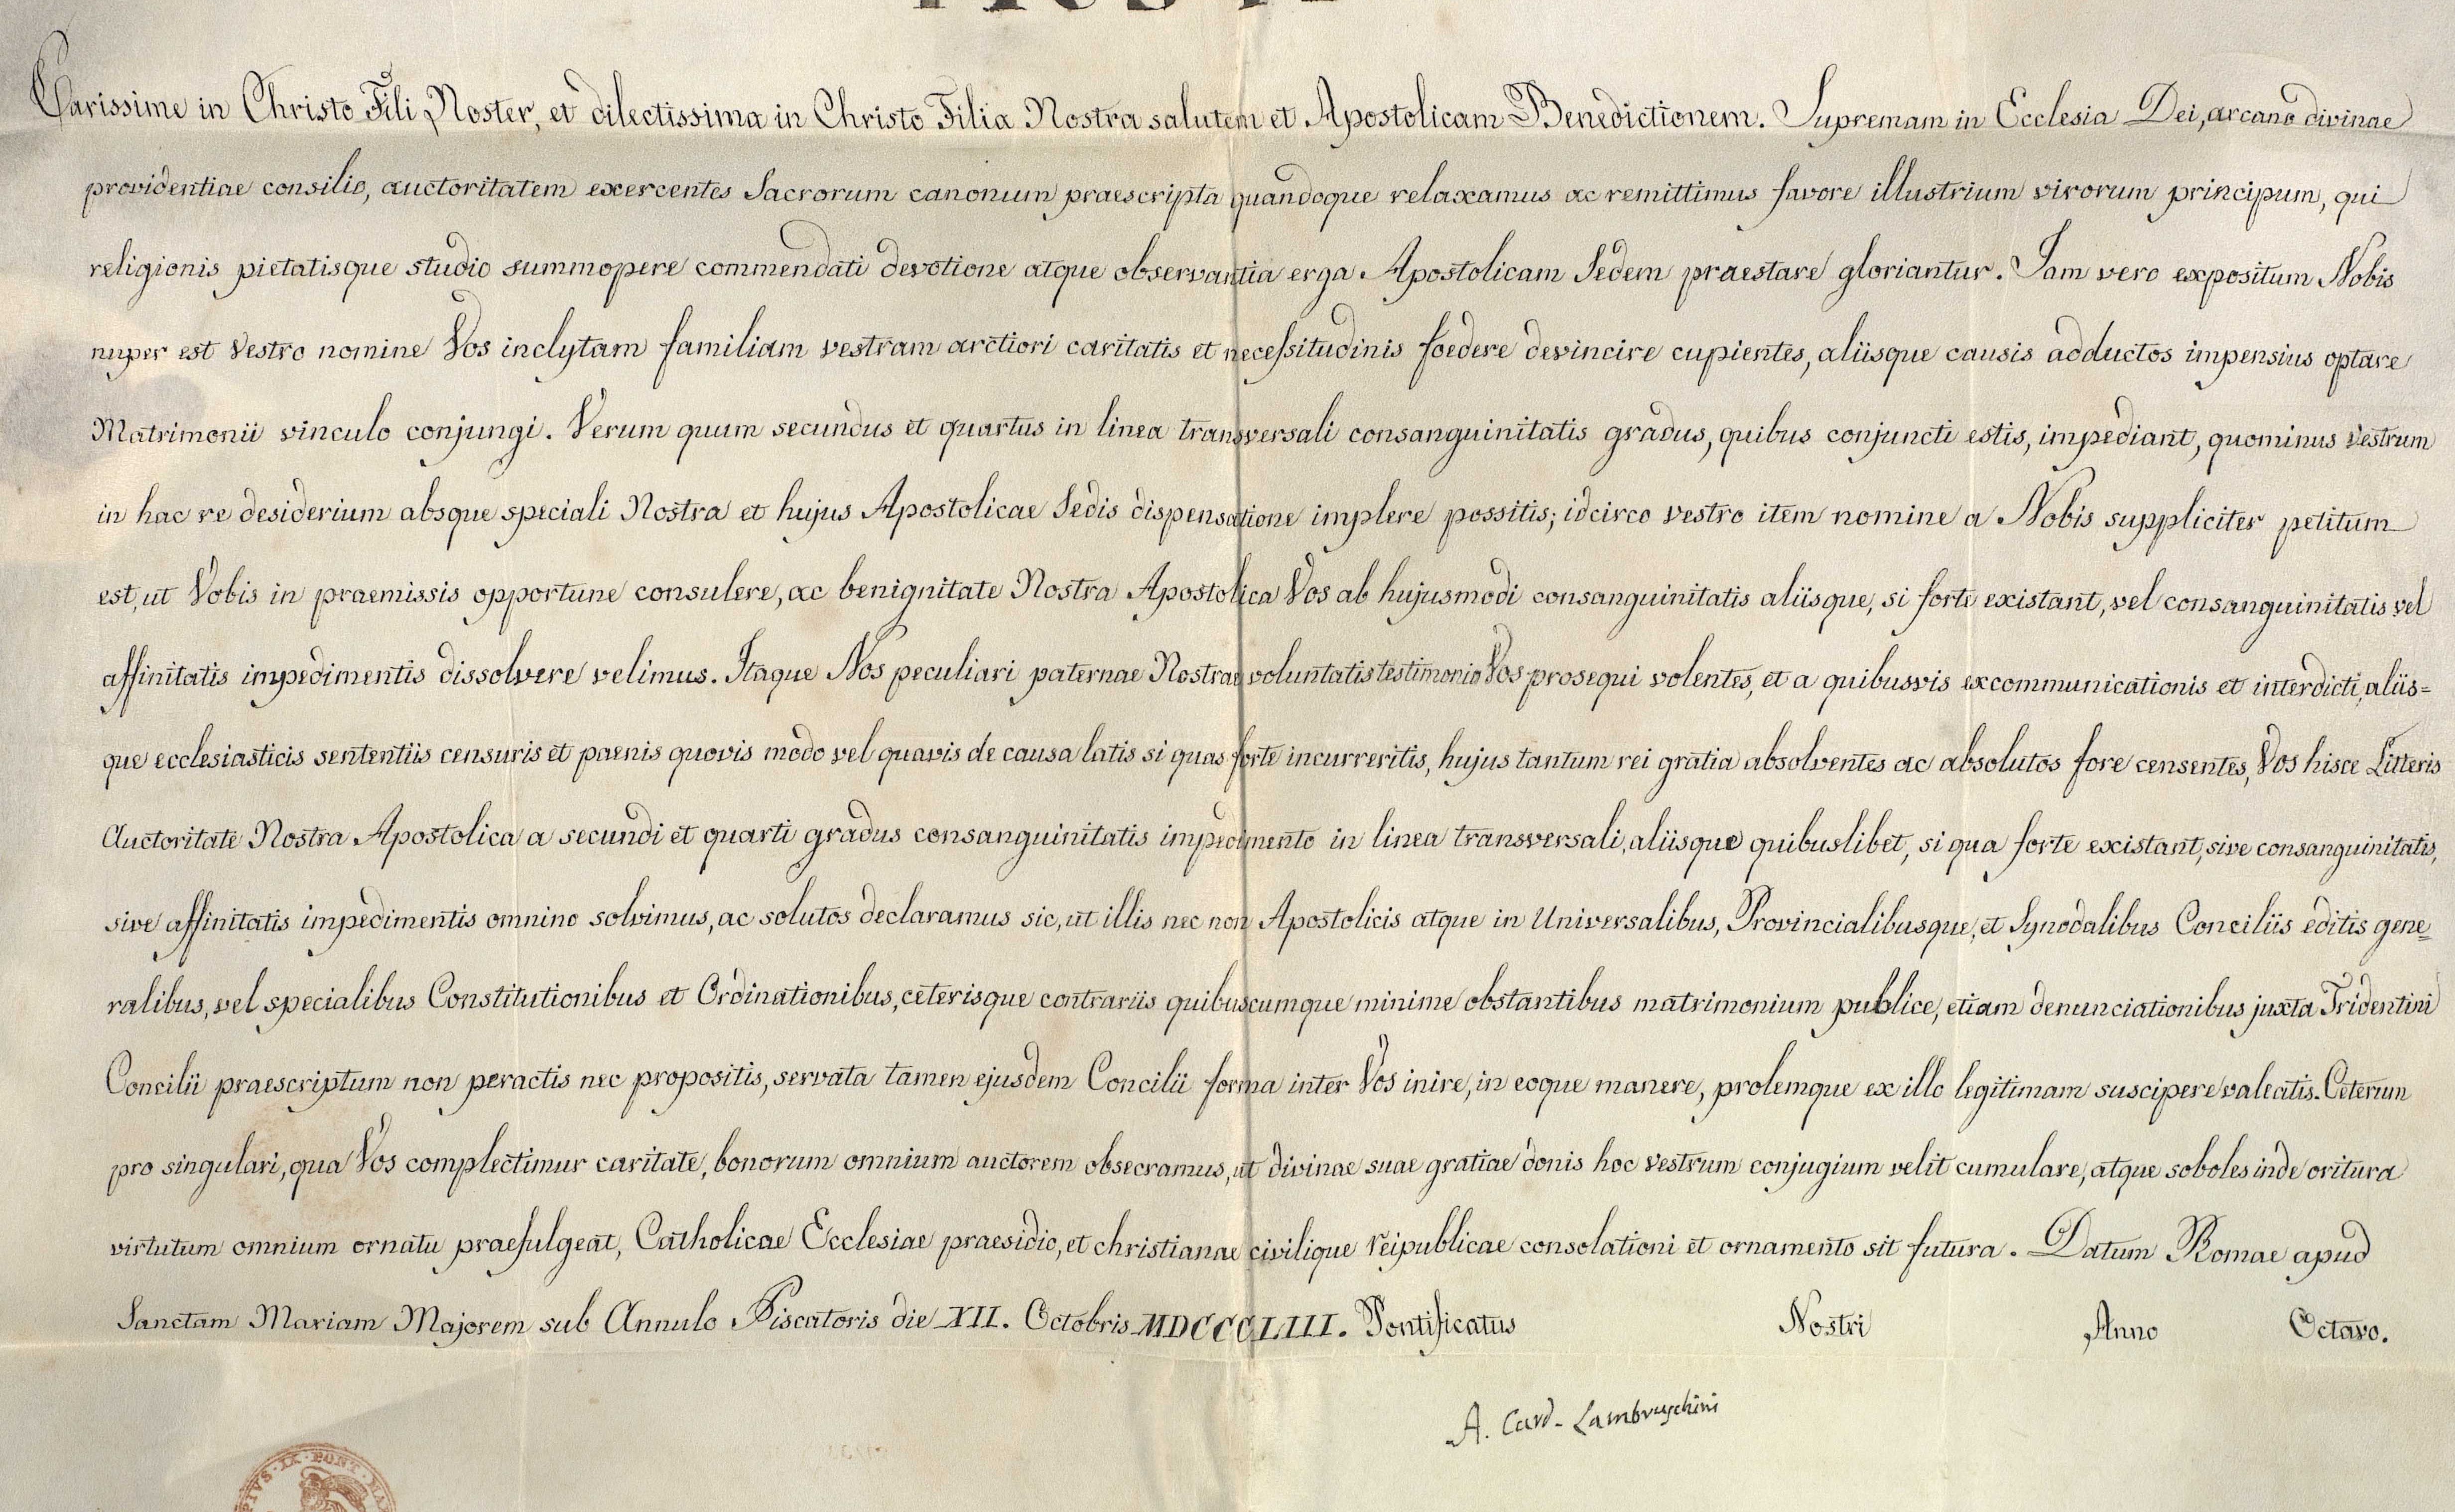 Carissime in Christo Fili Noster, et dilectissima in Christo Filia Nostra salutem et Apostolicam Benedictionem. Supremam in Ecclesia Dei, arcano divinae
providentiae consilio, auctoritatem exercentes Sacrorum canonum praescripta quandoque relaxamus ac remittimus favore illustrium virorum principum, qui
religionis pietatisque studio summopere commendati devotione atque observantia erga Apostolicam Sedem praestare gloriantur. Jam vero expositum Nobis
nuper est Vestro nomine Vos inclytam familiam vestram arctiori caritatis et necessitudinis foedere devincire cupientes, aliisque causis adductos impensius optare
Matrimonii vinculo conjungi. Verum quum secundus et quartus in linea transversali consanguinitatis gradus, quibus conjuncti estis, impediant, quominus Vestrum
in hac re desiderium absque speciali Nostra et hujus Apostolicae Sedis dispensatione implere possitis; idcirco vestro item nomine a Nobis suppliciter petitum
est, ut Vobis in praemissis opportune consulere, ac benignitate Nostra Apostolica Vos ab hujusmodi consanguinitatis aliisque, si forte existant, vel consanguinitatis vel
affinitatis impedimentis dissolvere velimus. Itaque Nos peculiari paternae Nostrae voluntatis testimonio Vos prosequi volentes, et a quibusvis excommunicationis et interdicti, aliis=
que ecclesiasticis sententiis censuris et paenis quovis modo vel quavis de causa latis si quas forte incurreritis, hujus tantum rei gratia absolventes ac absolutos fore censentes, Vos hisce Litteris
Auctoritate Nostra Apostolica a secundi et quarti gradus consanguinitatis impedimento in linea transversali, aliisque quibuslibet, si qua forte existant, sive consanguinitatis,
sive affinitatis impedimentis omnino solvimus, ac solutos declaramus sic, ut illis nec non Apostolicis atque in Universalibus, Provincialibusque, et Synodalibus Conciliis editis gene=
ralibus, vel specialibus Constitutionibus et Ordinationibus, ceterisque contrariis quibuscumque minime obstantibus matrimonium publice, etiam denunciationibus juxta Tridentini
Concilii praescriptum non peractis nec propositis, servata tamen ejusdem Concilii forma inter Vos inire, in eoque manere, prolemque ex illo legitimam suscipere valeatis. Ceterum
pro singulari, qua Vos complectimur caritate, bonorum omnium auctorem obsecramus, ut divinae suae gratiae donis hoc Vestrum conjugium velit cumulare, atque soboles inde oritura
virtutum omnium ornatu praefulgeat, Catholicae Ecclesiae praesidio, et christianae civilique reipublicae consolationi et ornamento sit futura. Datum Romae apud
Sanctam Mariam Majorem sub Annulo Piscatoris die XII. Octobris MDCCCLIII. Pontificatus Nostri Anno Octavo.
A. Card. Lambruschini
PIVS·IX·PONT·MAX